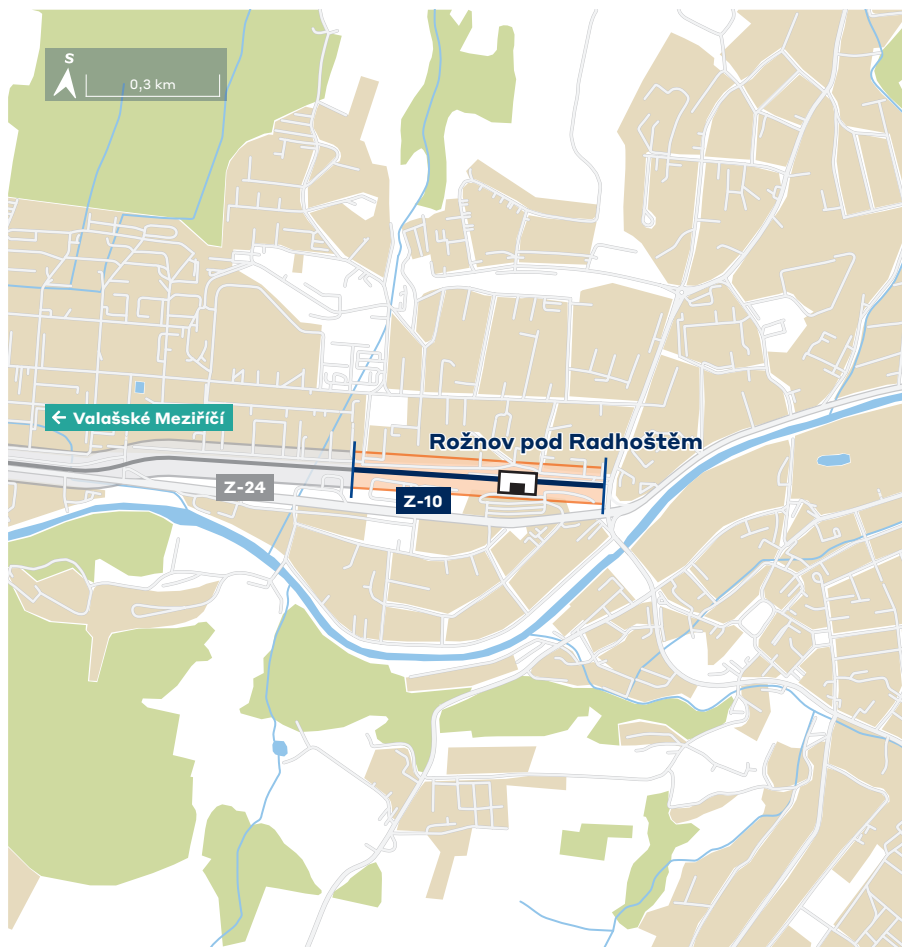 S
0,3 km
← Valašské Meziříčí
Rožnov pod Radhoštěm
Z-24
Z-10